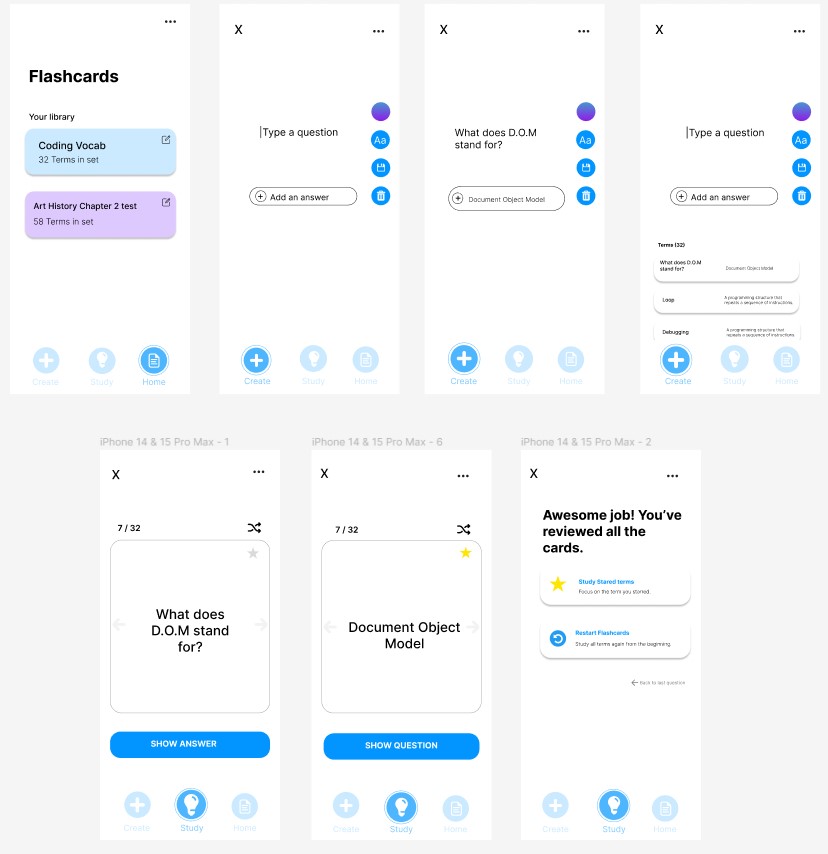 Flashcards
Your library
Coding Vocab
32 Terms in set
Art History Chapter 2 test
58 Terms in set
Create
Study
Home
X
Type a question
Aa
Add an answer
Create
Study
Home
X
What does D.O.M
stand for?
Aa
Document Object Model
Create
Study
Home
X
Type a question
Aa
Add an answer
Terms (32)
What does D.O.M
stand for?
Document Object Model
Loop
A programming structure that
repeats a sequence of instructions.
Debugging
A programming structure that
repeats a sequence of instructions
Create
Study
Home
iPhone 14 & 15 Pro Max - 1
X
7 / 32
What does
D.O.M stand
for?
SHOW ANSWER
Create
Study
Home
iPhone 14 & 15 Pro Max - 6
X
7 / 32
Document Object
Model
SHOW QUESTION
Create
Study
Home
iPhone 14 & 15 Pro Max - 2
X
Awesome job! You've
reviewed all the
cards.
Study Stared terms
Focus on the term you starred.
Restart Flashcards
Study all terms again from the beginning.
Back to last question
Create
Study
Home